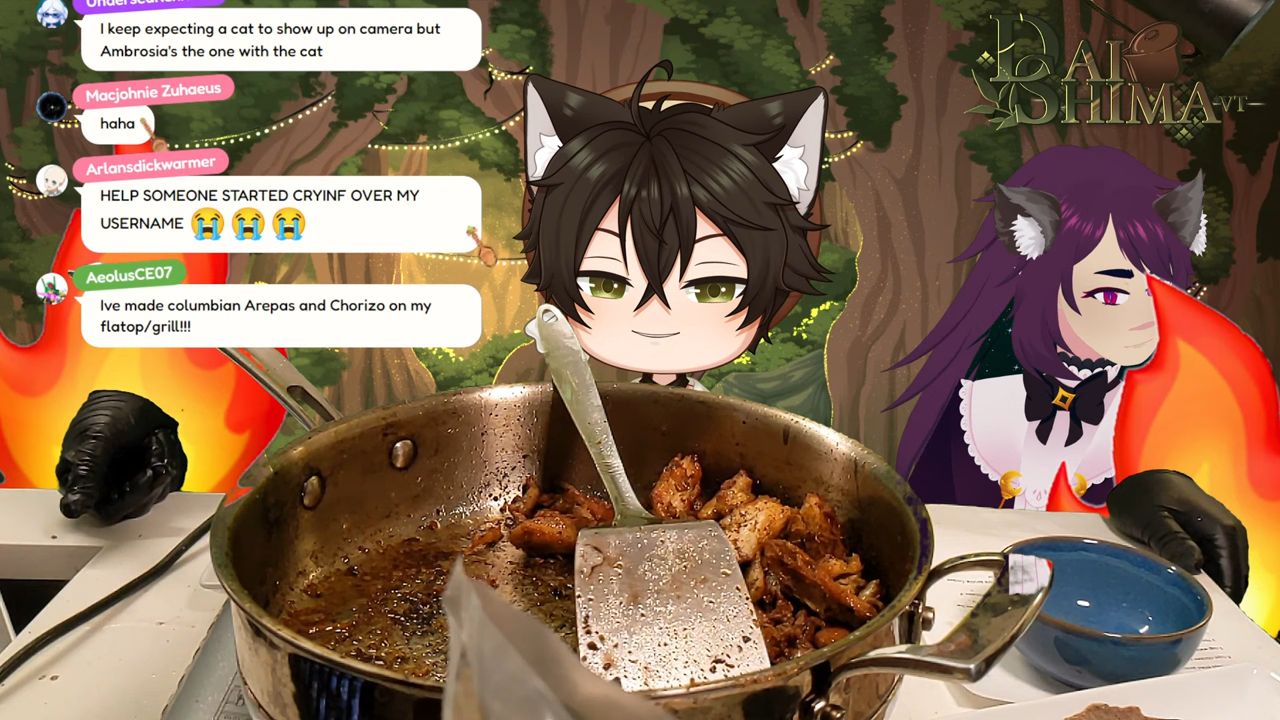 I keep expecting a cat to show up on camera but
Ambrosia's the one with the cat
Macjohnie Zuhaeus
haha
Arlansdickwarmer
HELP SOMEONE STARTED CRYINF OVER MY
USERNAME 😭 😭 😭
AeolusCE07
Ive made columbian Arepas and Chorizo on my
flatop/grill!!!
DAI
SHIMA
-VT-